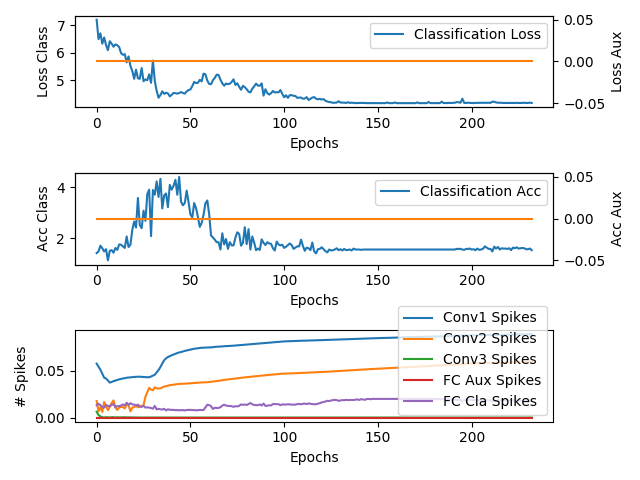 Loss Class
7
6
5
Classification Loss
0.05
0.00
−0.05
Loss Aux
0
50
100
150
200
Epochs
Acc Class
4
2
Classification Acc
0.05
0.00
−0.05
Acc Aux
0
50
100
150
200
Epochs
# Spikes
0.05
0.00
Conv1 Spikes
Conv2 Spikes
Conv3 Spikes
FC Aux Spikes
FC Cla Spikes
0
50
100
150
200
Epochs